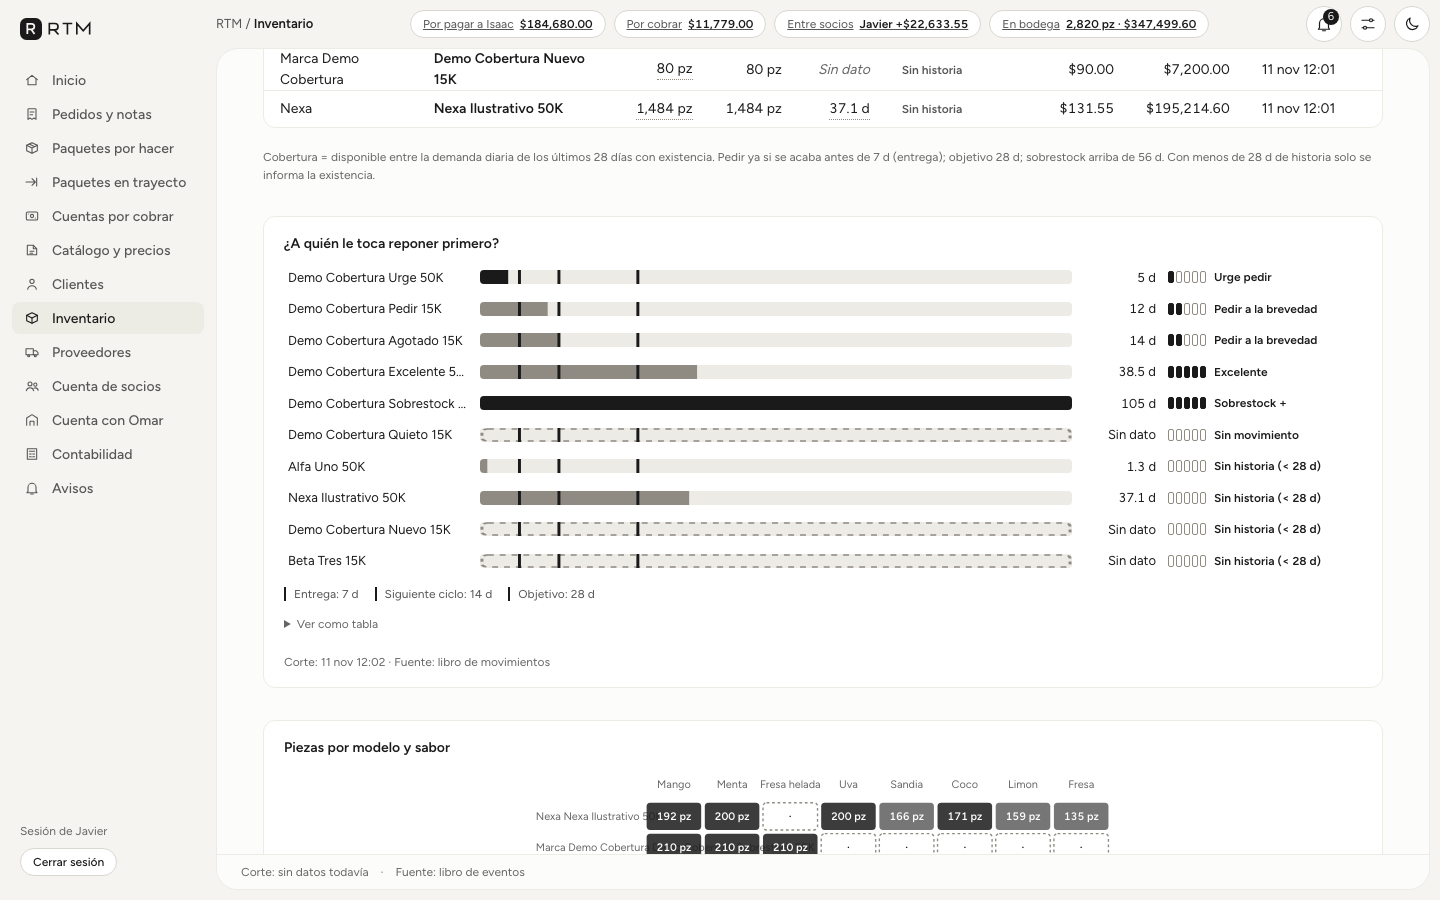 R RTM
RTM / Inventario
Por pagar a Isaac $184,680.00
Por cobrar $11,779.00
Entre socios Javier +$22,633.55
En bodega 2,820 pz · $347,499.60
6
Inicio
Pedidos y notas
Paquetes por hacer
Paquetes en trayecto
Cuentas por cobrar
Catálogo y precios
Clientes
Inventario
Proveedores
Cuenta de socios
Cuenta con Omar
Contabilidad
Avisos
Sesión de Javier
Cerrar sesión
Marca Demo Cobertura Demo Cobertura Nuevo 15K 80 pz 80 pz Sin dato Sin historia $90.00 $7,200.00 11 nov 12:01
Nexa Nexa Ilustrativo 50K 1,484 pz 1,484 pz 37.1 d Sin historia $131.55 $195,214.60 11 nov 12:01
Cobertura = disponible entre la demanda diaria de los últimos 28 días con existencia. Pedir ya si se acaba antes de 7 d (entrega); objetivo 28 d; sobrestock arriba de 56 d. Con menos de 28 d de historia solo se
informa la existencia.
¿A quién le toca reponer primero?
Demo Cobertura Urge 50K 5 d Urge pedir
Demo Cobertura Pedir 15K 12 d Pedir a la brevedad
Demo Cobertura Agotado 15K 14 d Pedir a la brevedad
Demo Cobertura Excelente 5... 38.5 d Excelente
Demo Cobertura Sobrestock ... 105 d Sobrestock +
Demo Cobertura Quieto 15K Sin dato Sin movimiento
Alfa Uno 50K 1.3 d Sin historia (< 28 d)
Nexa Ilustrativo 50K 37.1 d Sin historia (< 28 d)
Demo Cobertura Nuevo 15K Sin dato Sin historia (< 28 d)
Beta Tres 15K Sin dato Sin historia (< 28 d)
Entrega: 7 d Siguiente ciclo: 14 d Objetivo: 28 d
Ver como tabla
Corte: 11 nov 12:02 · Fuente: libro de movimientos
Piezas por modelo y sabor
Mango Menta Fresa helada Uva Sandia Coco Limon Fresa
Nexa Nexa Ilustrativo 192 pz 200 pz · 200 pz 166 pz 171 pz 159 pz 135 pz
Marca Demo Cobertura 210 pz 210 pz 210 pz · · · · ·
Corte: sin datos todavía · Fuente: libro de eventos